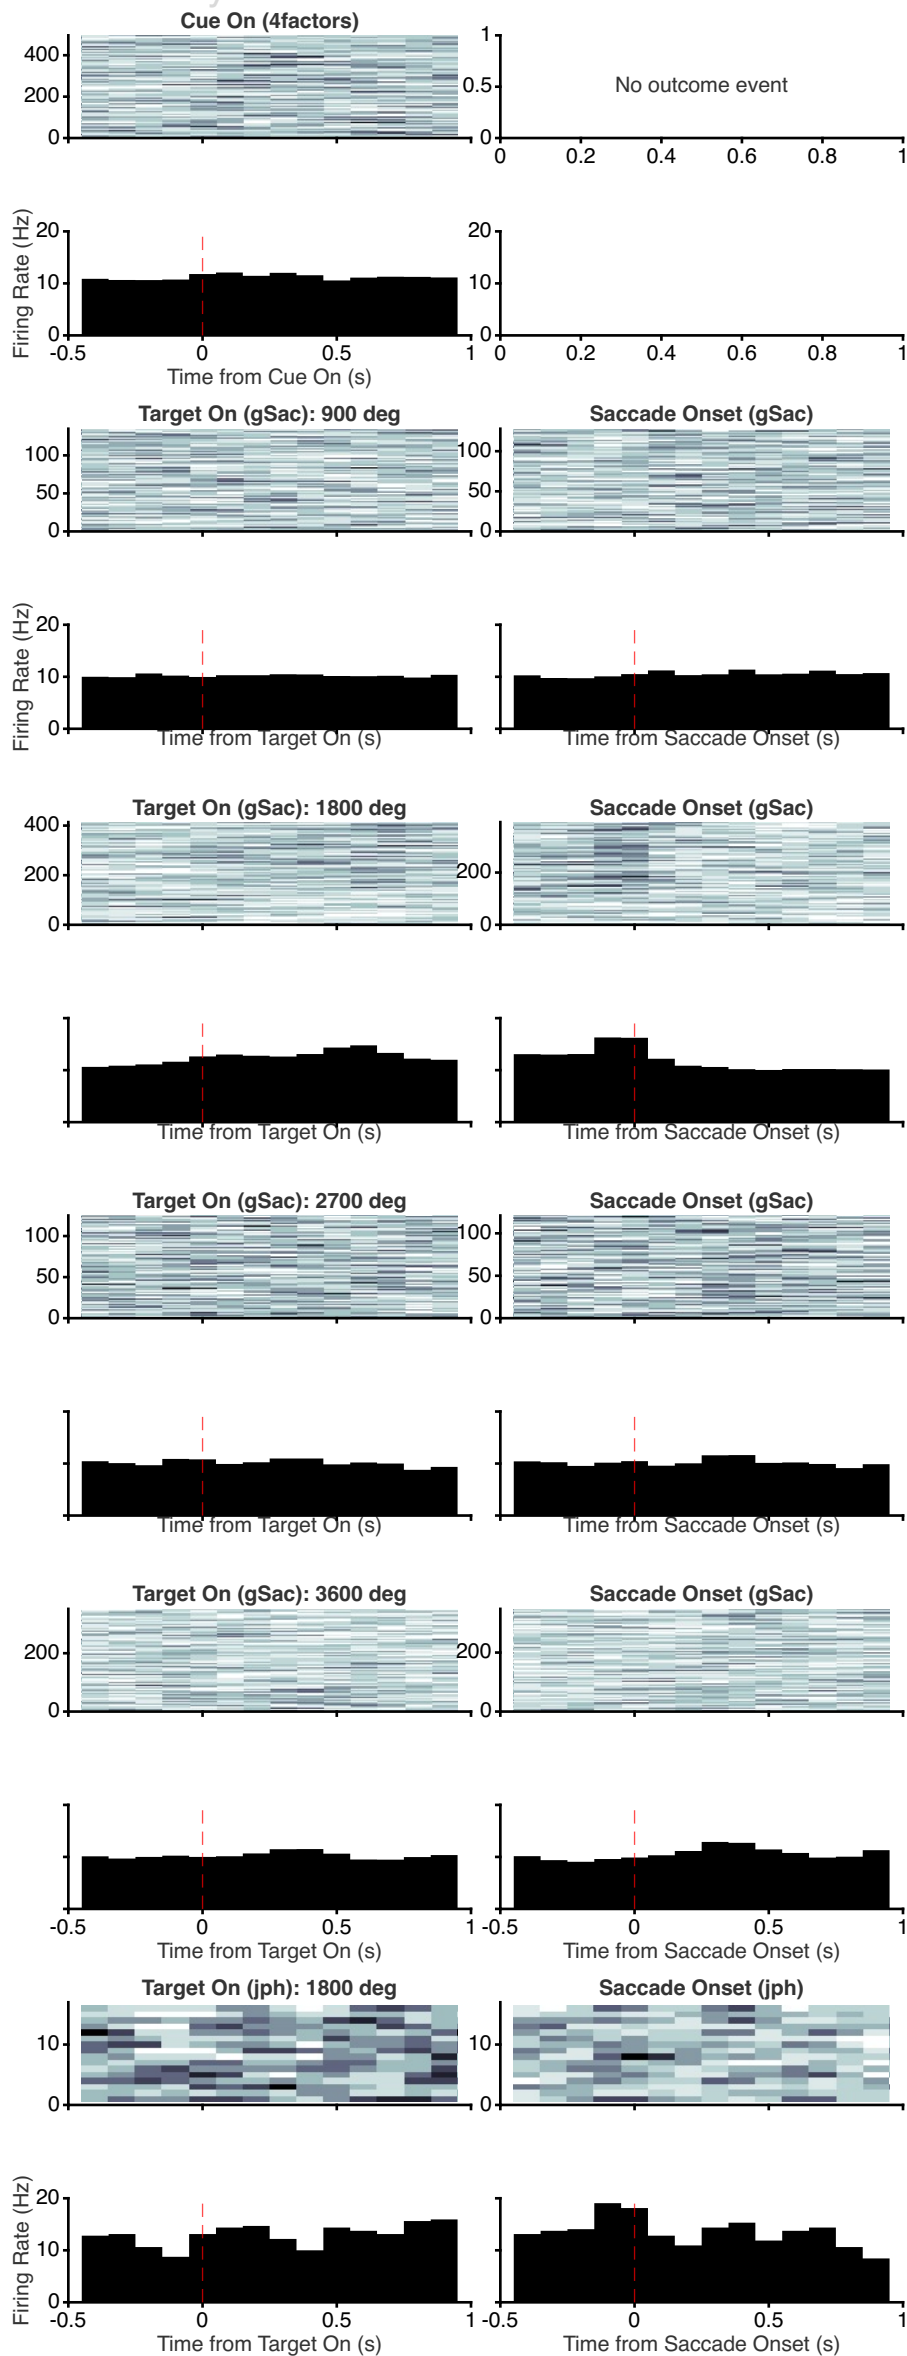 Cue On (4factors)
400
200
0
1
0.5
0
No outcome event
0 0.2 0.4 0.6 0.8 1
Firing Rate (Hz)
20
10
0
-0.5 0 0.5 1
Time from Cue On (s)
20
10
0
0 0.2 0.4 0.6 0.8 1
Target On (gSac): 900 deg
100
50
0
Saccade Onset (gSac)
100
50
0
Firing Rate (Hz)
20
10
0
Time from Target On (s)
Time from Saccade Onset (s)
Target On (gSac): 1800 deg
400
200
0
Saccade Onset (gSac)
200
0
Time from Target On (s)
Time from Saccade Onset (s)
Target On (gSac): 2700 deg
100
50
0
Saccade Onset (gSac)
100
50
0
Time from Target On (s)
Time from Saccade Onset (s)
Target On (gSac): 3600 deg
200
0
Saccade Onset (gSac)
200
0
-0.5 0 0.5 1
Time from Target On (s)
-0.5 0 0.5 1
Time from Saccade Onset (s)
Target On (jph): 1800 deg
10
0
Saccade Onset (jph)
10
0
Firing Rate (Hz)
20
10
0
-0.5 0 0.5 1
Time from Target On (s)
-0.5 0 0.5 1
Time from Saccade Onset (s)